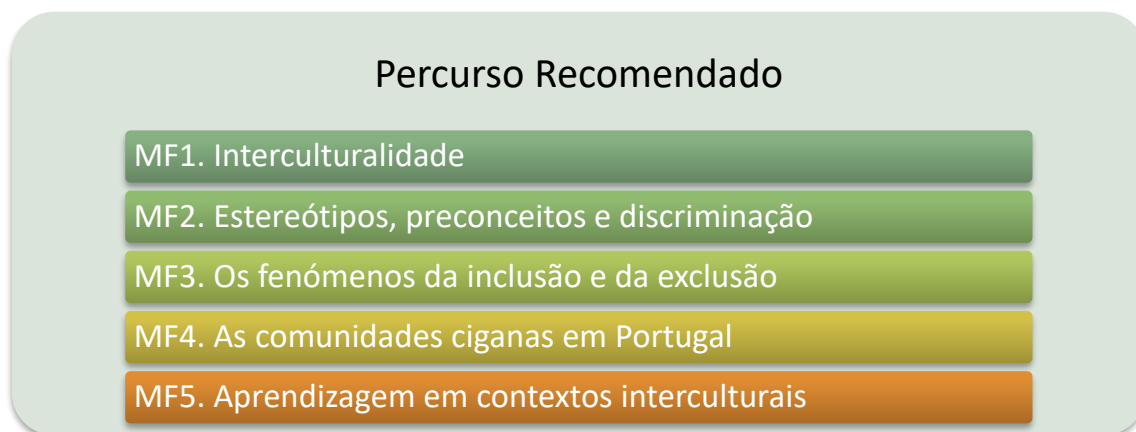 Percurso Recomendado
MF1. Interculturalidade
MF2. Estereótipos, preconceitos e discriminação
MF3. Os fenómenos da inclusão e da exclusão
MF4. As comunidades ciganas em Portugal
MF5. Aprendizagem em contextos interculturais